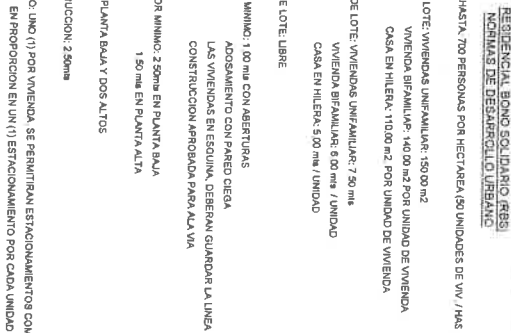 RESIDENCIAL BONO SOLIDARIO (RBS)
NORMAS DE DESARROLLO URBANO
HASTA: 700 PERSONAS POR HECTAREA (50 UNIDADES DE VIV. / HAS
LOTE: VIVIENDAS UNIFAMILIAR: 150.00 m2
VIVIENDA BIFAMILIAR: 140.00 m2 POR UNIDAD DE VIVIENDA
CASA EN HILERA: 110.00 m2. POR UNIDAD DE VIVIENDA
DE LOTE: VIVIENDAS UNIFAMILIAR: 7.50 mts
VIVIENDA BIFAMILIAR: 6.00 mts / UNIDAD
CASA EN HILERA: 5.00 mts / UNIDAD
E LOTE: LIBRE
MINIMO: 1.00 mts CON ABERTURAS
ADOSAMIENTO CON PARED CIEGA
LAS VIVIENDAS EN ESQUINA, DEBERAN GUARDAR LA LINEA
CONSTRUCCION APROBADA PARA ALA VIA
OR MINIMO: 2.50mts EN PLANTA BAJA
1.50 mts EN PLANTA ALTA
PLANTA BAJA Y DOS ALTOS
UCCION: 2.50mts
O: UNO (1) POR VIVIENDA, SE PERMITIRAN ESTACIONAMIENTOS CON
EN PROPORCION EN UN (1) ESTACIONAMIENTO POR CADA UNIDAD